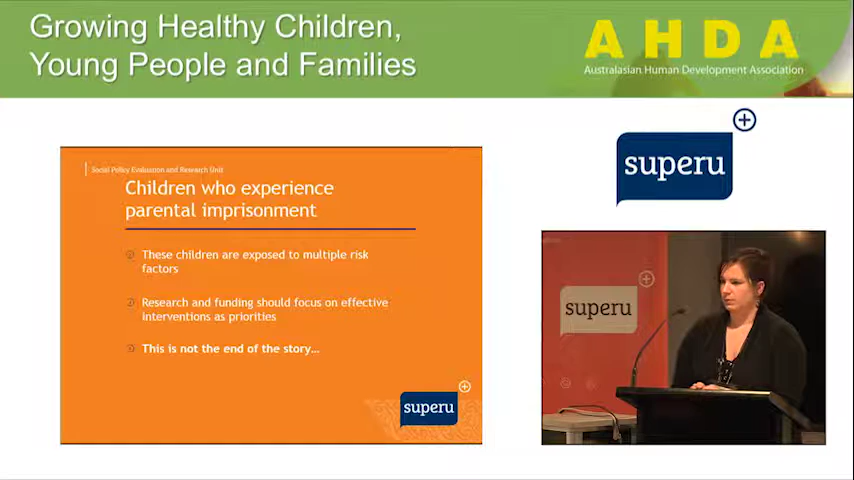 Growing Healthy Children,
Young People and Families
AHDA
Australasian Human Development Association
superu
Social Policy Evaluation and Research Unit
Children who experience
parental imprisonment
These children are exposed to multiple risk
factors
Research and funding should focus on effective
interventions as priorities
This is not the end of the story...
superu
superu